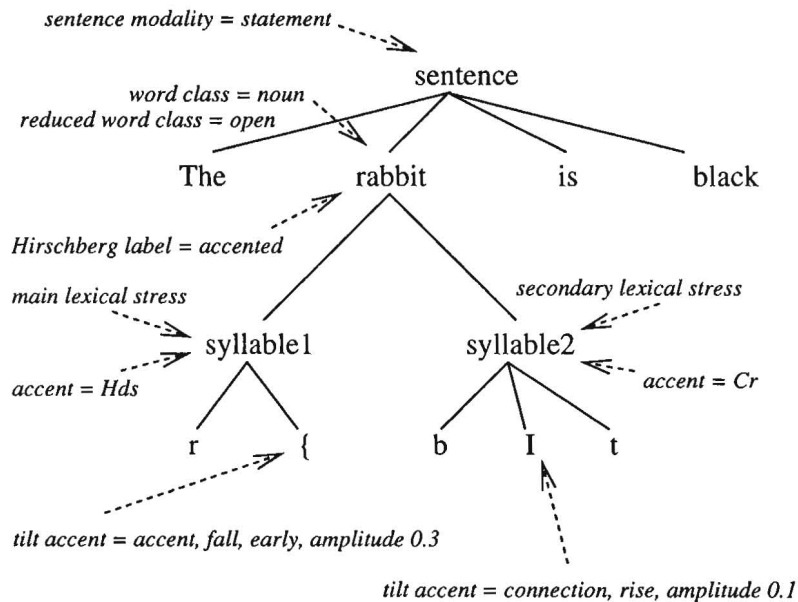 sentence modality = statement
sentence
word class = noun
reduced word class = open
The rabbit is black
Hirschberg label = accented
main lexical stress
secondary lexical stress
syllable1 syllable2
accent = Hds
accent = Cr
r { b I t
tilt accent = accent, fall, early, amplitude 0.3
tilt accent = connection, rise, amplitude 0.1